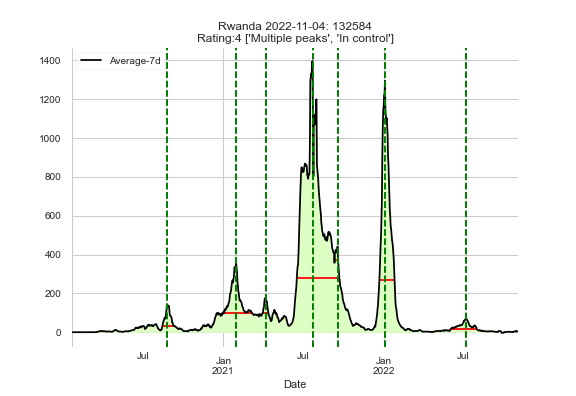 Rwanda 2022-11-04: 132584
Rating:4 ['Multiple peaks', 'In control']
Average-7d
1400
1200
1000
800
600
400
200
0
Jul
Jan
2021
Jul
Jan
2022
Jul
Date